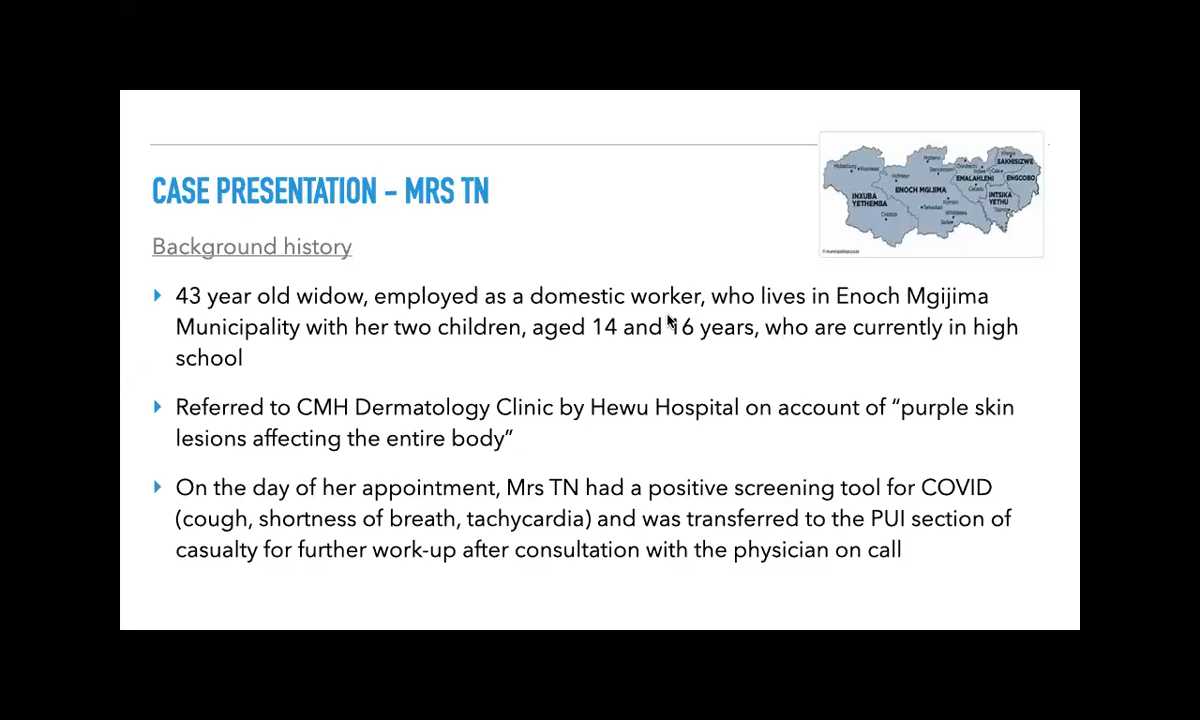 CASE PRESENTATION – MRS TN
Background history
43 year old widow, employed as a domestic worker, who lives in Enoch Mgijima
Municipality with her two children, aged 14 and 16 years, who are currently in high
school
Referred to CMH Dermatology Clinic by Hewu Hospital on account of “purple skin
lesions affecting the entire body”
On the day of her appointment, Mrs TN had a positive screening tool for COVID
(cough, shortness of breath, tachycardia) and was transferred to the PUI section of
casualty for further work-up after consultation with the physician on call
SAKHISIZWE
EMALAHLENI
ENGCOBO
ENOCH MGIJIMA
INXUBA
YETHEMBA
INTSIKA
YETHU
Molteno
Hofmeyr
Cradock
Tarkastad